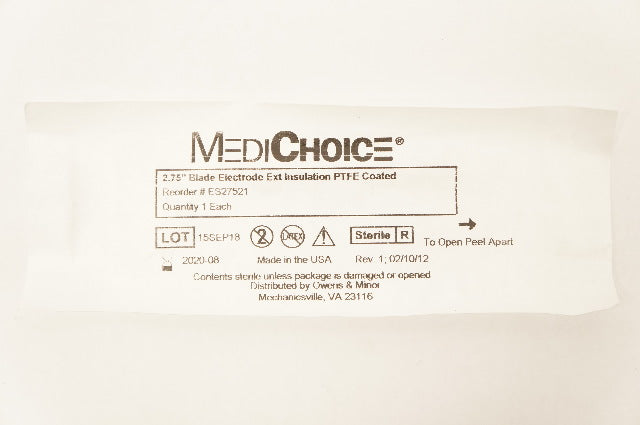 MEDICHOICE®
2.75" Blade Electrode Ext Insulation PTFE Coated
Reorder # ES27521
Quantity 1 Each
LOT 15SEP18 2 LATEX Sterile R To Open Peel Apart
2020-08 Made in the USA Rev 1; 02/10/12
Contents sterile unless package is damaged or opened
Distributed by Owens & Minor
Mechanicsville, VA 23116